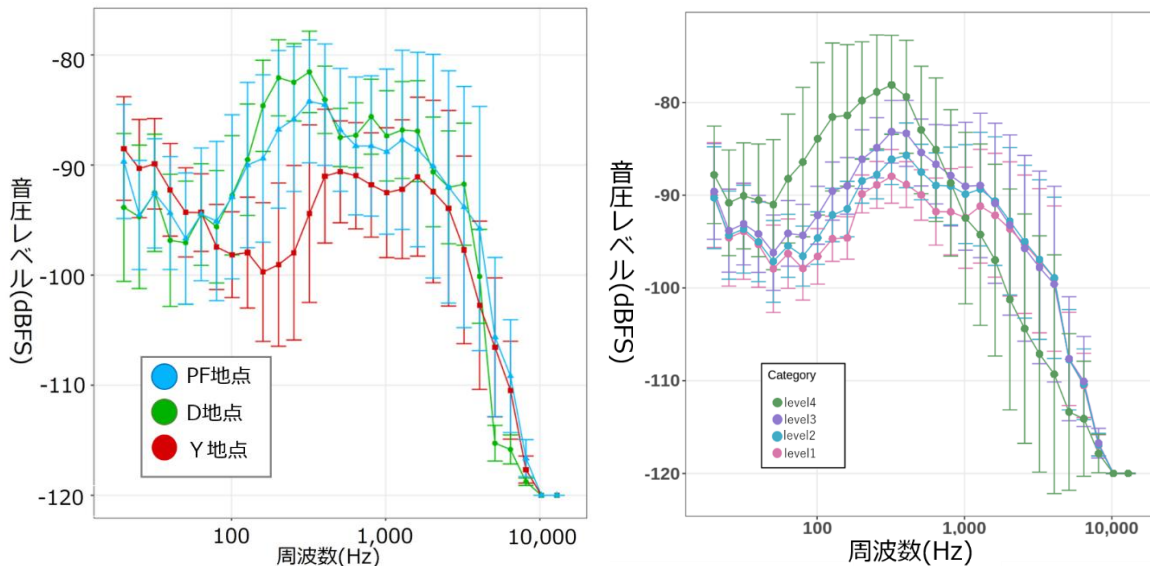 -80
-90
-100
-110
-120
音圧レベル(dBFS)
100
1,000
10,000
周波数(Hz)
PF地点
D地点
Y地点
-80
-90
-100
-110
-120
音圧レベル(dBFS)
100
1,000
10,000
周波数(Hz)
Category
level4
level3
level2
level1